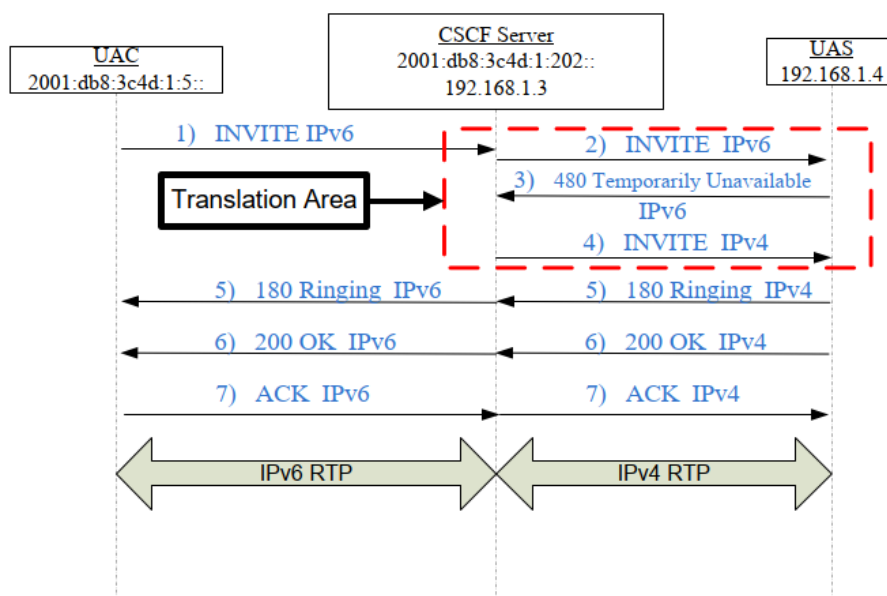 UAC
2001:db8:3c4d:1:5::
CSCF Server
2001:db8:3c4d:1:202::
192.168.1.3
UAS
192.168.1.4
1) INVITE IPv6
2) INVITE IPv6
3) 480 Temporarily Unavailable
IPv6
Translation Area
4) INVITE IPv4
5) 180 Ringing IPv6
5) 180 Ringing IPv4
6) 200 OK IPv6
6) 200 OK IPv4
7) ACK IPv6
7) ACK IPv4
IPv6 RTP
IPv4 RTP